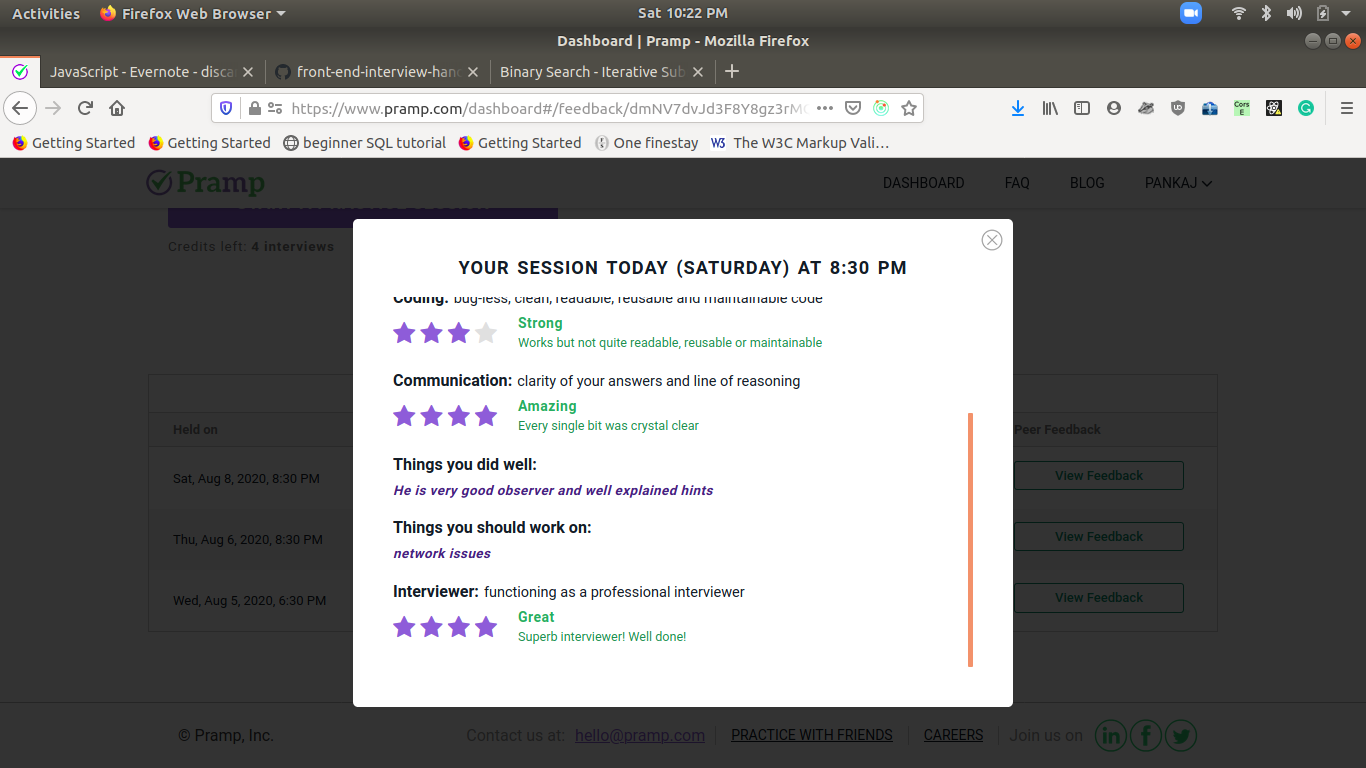 Activities
Firefox Web Browser
Sat 10:22 PM
Dashboard | Pramp - Mozilla Firefox
JavaScript - Evernote - disca
front-end-interview-han
Binary Search - Iterative Sub
https://www.pramp.com/dashboard#/feedback/dmNV7dvJd3F8Y8gz3rM
Getting Started
Getting Started
beginner SQL tutorial
Getting Started
One finestay
The W3C Markup Vali…
Pramp
DASHBOARD
FAQ
BLOG
PANKAJ
Credits left: 4 interviews
YOUR SESSION TODAY (SATURDAY) AT 8:30 PM
Coding: bug-less, clean, readable, reusable and maintainable code
Strong
Works but not quite readable, reusable or maintainable
Communication: clarity of your answers and line of reasoning
Amazing
Every single bit was crystal clear
Things you did well:
He is very good observer and well explained hints
Things you should work on:
network issues
Interviewer: functioning as a professional interviewer
Great
Superb interviewer! Well done!
Held on
Peer Feedback
Sat, Aug 8, 2020, 8:30 PM
View Feedback
Thu, Aug 6, 2020, 8:30 PM
View Feedback
Wed, Aug 5, 2020, 6:30 PM
View Feedback
© Pramp, Inc.
Contact us at: hello@pramp.com
PRACTICE WITH FRIENDS
CAREERS
Join us on